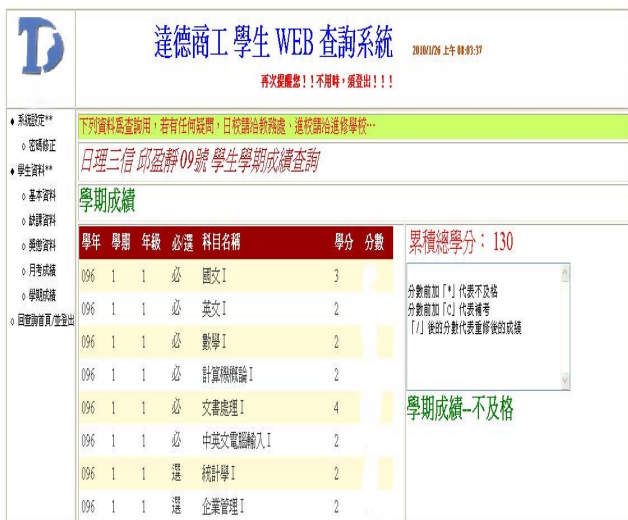 達德商工 學生 WEB 查詢系統
2010/1/26 上午 08:03:37
再次提醒您！！不用時，須登出！！！
♦ 系統設定**
○ 密碼修正
♦ 學生資料**
○ 基本資料
○ 缺課資料
○ 獎懲資料
○ 月考成績
○ 學期成績
○ 回查詢首頁/並登出
下列資料為查詢用，若有任何疑問，日校請洽教務處、進校請洽進修學校…
日理三信 邱盈靜 09號 學生學期成績查詢
學期成績
學年 學期 年級 必選 科目名稱 學分 分數
096 1 1 必 國文 I 3
096 1 1 必 英文 I 2
096 1 1 必 數學 I 2
096 1 1 必 計算機概論 I 2
096 1 1 必 文書處理 I 4
096 1 1 必 中英文電腦輸入 I 2
096 1 1 選 統計學 I 2
096 1 1 選 企業管理 I 2
累積總學分： 130
分數前加「*」代表不及格
分數前加「C」代表補考
「/」後的分數代表重修後的成績
學期成績--不及格